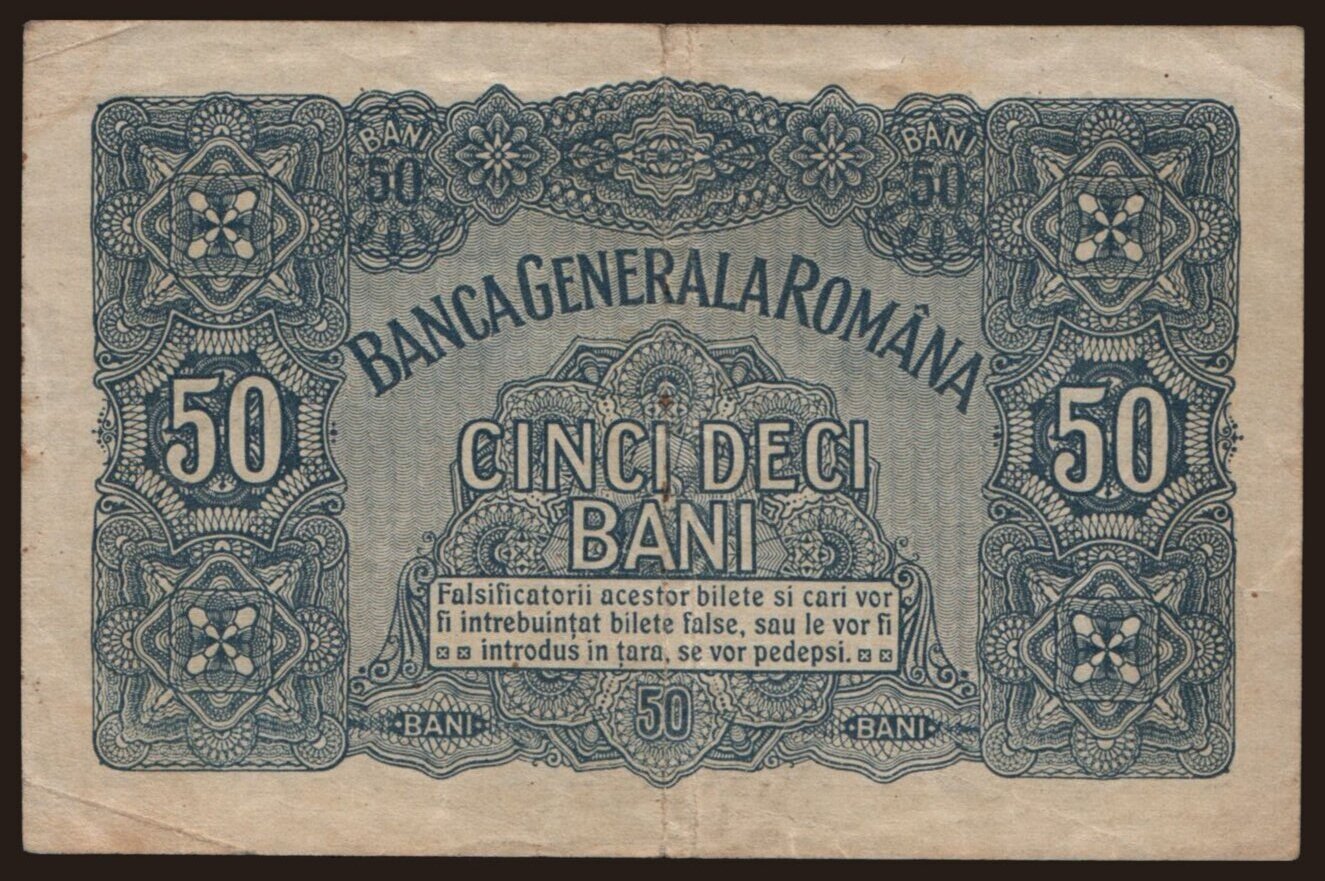 BANI
50
BANI
50
BANCA GENERALA ROMÂNA
50
50
CINCI DECI
BANI
Falsificatorii acestor bilete si cari vor
fi intrebuințat bilete false, sau le vor fi
introdus in țara, se vor pedepsi.
BANI
50
BANI